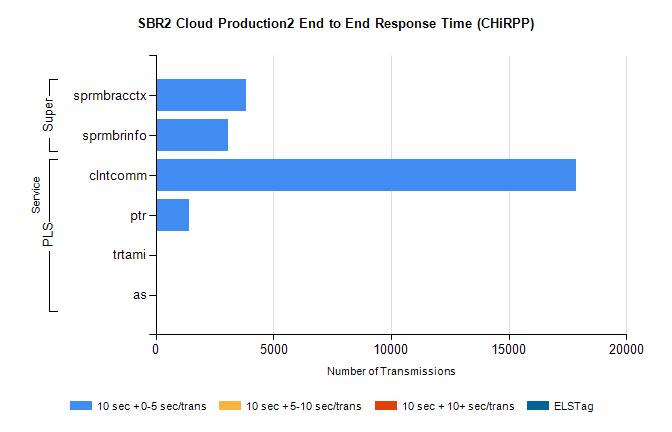 SBR2 Cloud Production2 End to End Response Time (CHiRPP)
Service
Super
PLS
sprmbracctx
sprmbrinfo
clntcomm
ptr
trtami
as
0 5000 10000 15000 20000
Number of Transmissions
10 sec +0-5 sec/trans 10 sec +5-10 sec/trans 10 sec + 10+ sec/trans ELSTag